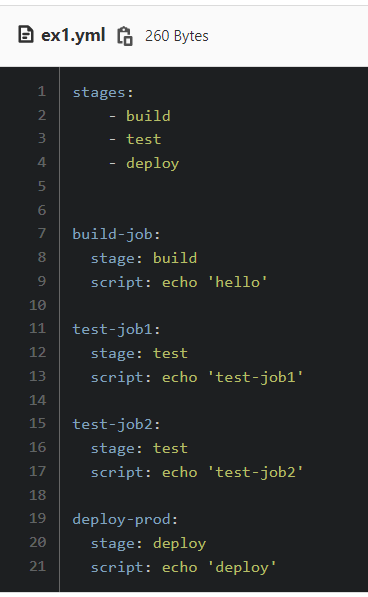 ex1.yml 260 Bytes
1 stages:
2     - build
3     - test
4     - deploy
5
6
7 build-job:
8   stage: build
9   script: echo 'hello'
10
11 test-job1:
12   stage: test
13   script: echo 'test-job1'
14
15 test-job2:
16   stage: test
17   script: echo 'test-job2'
18
19 deploy-prod:
20   stage: deploy
21   script: echo 'deploy'